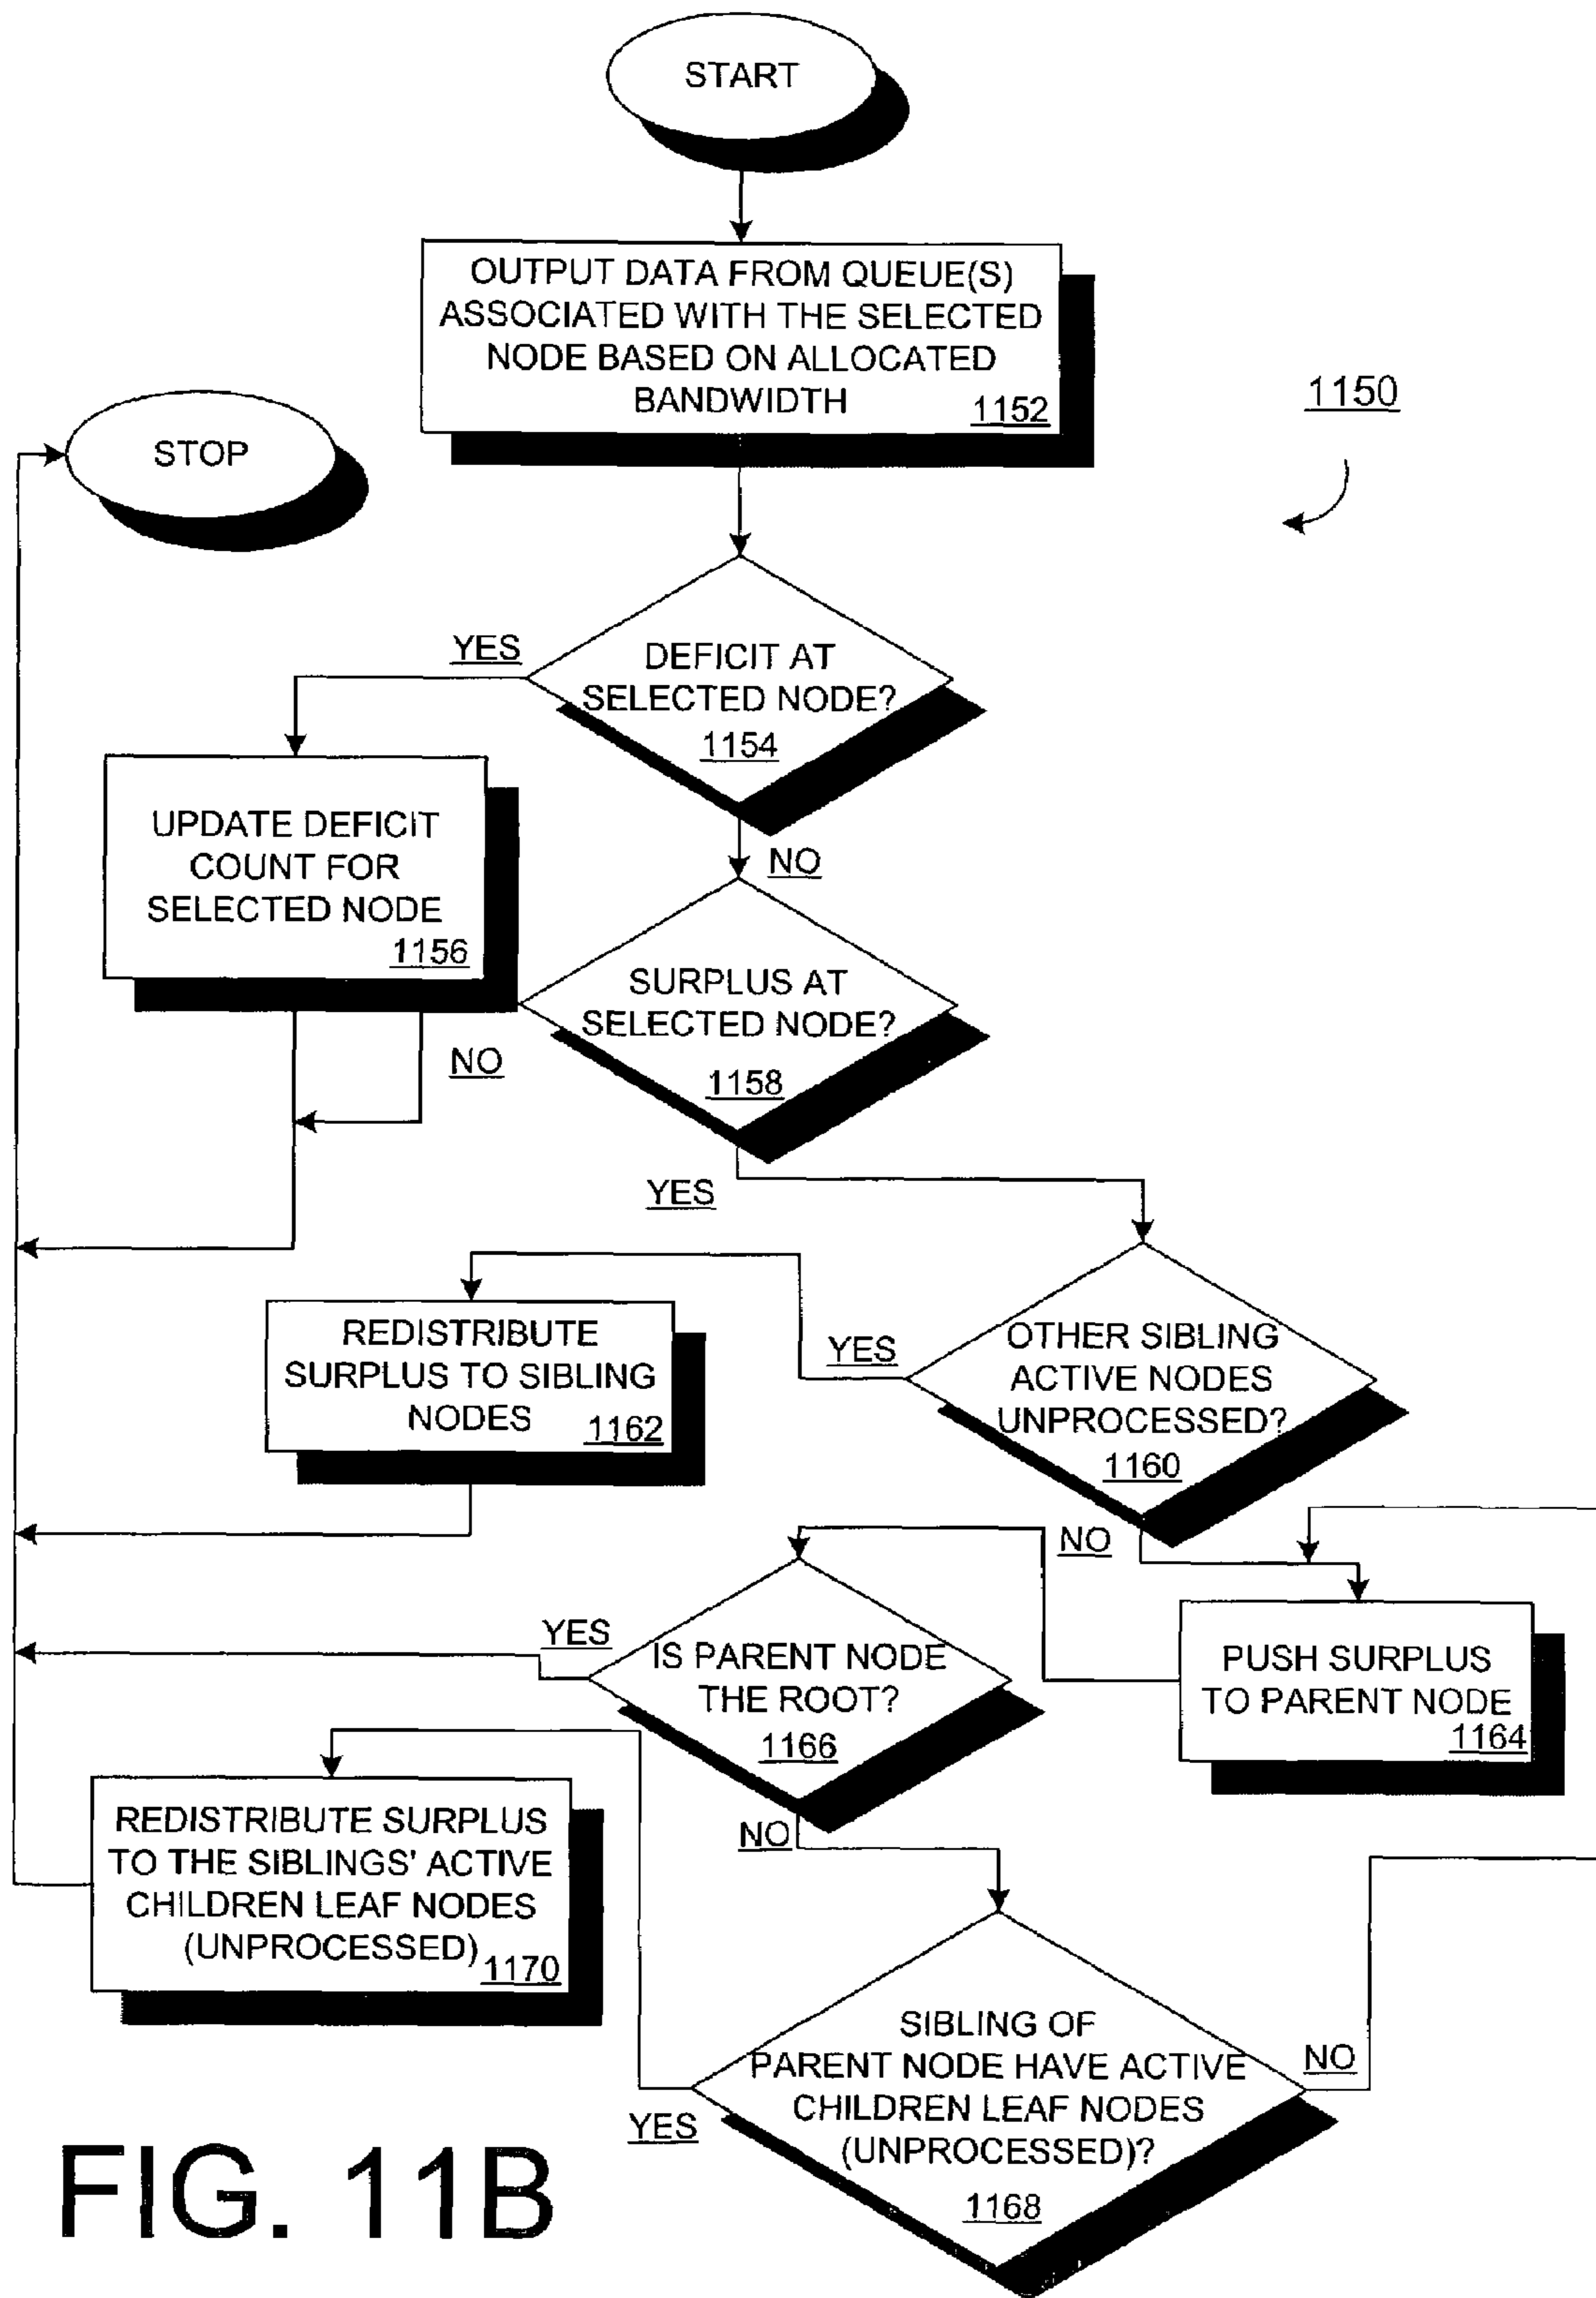 START
OUTPUT DATA FROM QUEUE(S)
ASSOCIATED WITH THE SELECTED
NODE BASED ON ALLOCATED
BANDWIDTH
1152
1150
STOP
YES
DEFICIT AT
SELECTED NODE?
1154
UPDATE DEFICIT
COUNT FOR
SELECTED NODE
1156
NO
SURPLUS AT
SELECTED NODE?
1158
NO
YES
REDISTRIBUTE
SURPLUS TO SIBLING
NODES
1162
YES
OTHER SIBLING
ACTIVE NODES
UNPROCESSED?
1160
NO
YES
IS PARENT NODE
THE ROOT?
1166
PUSH SURPLUS
TO PARENT NODE
1164
NO
REDISTRIBUTE SURPLUS
TO THE SIBLINGS' ACTIVE
CHILDREN LEAF NODES
(UNPROCESSED)
1170
SIBLING OF
PARENT NODE HAVE ACTIVE
CHILDREN LEAF NODES
(UNPROCESSED)?
1168
NO
YES
FIG. 11B